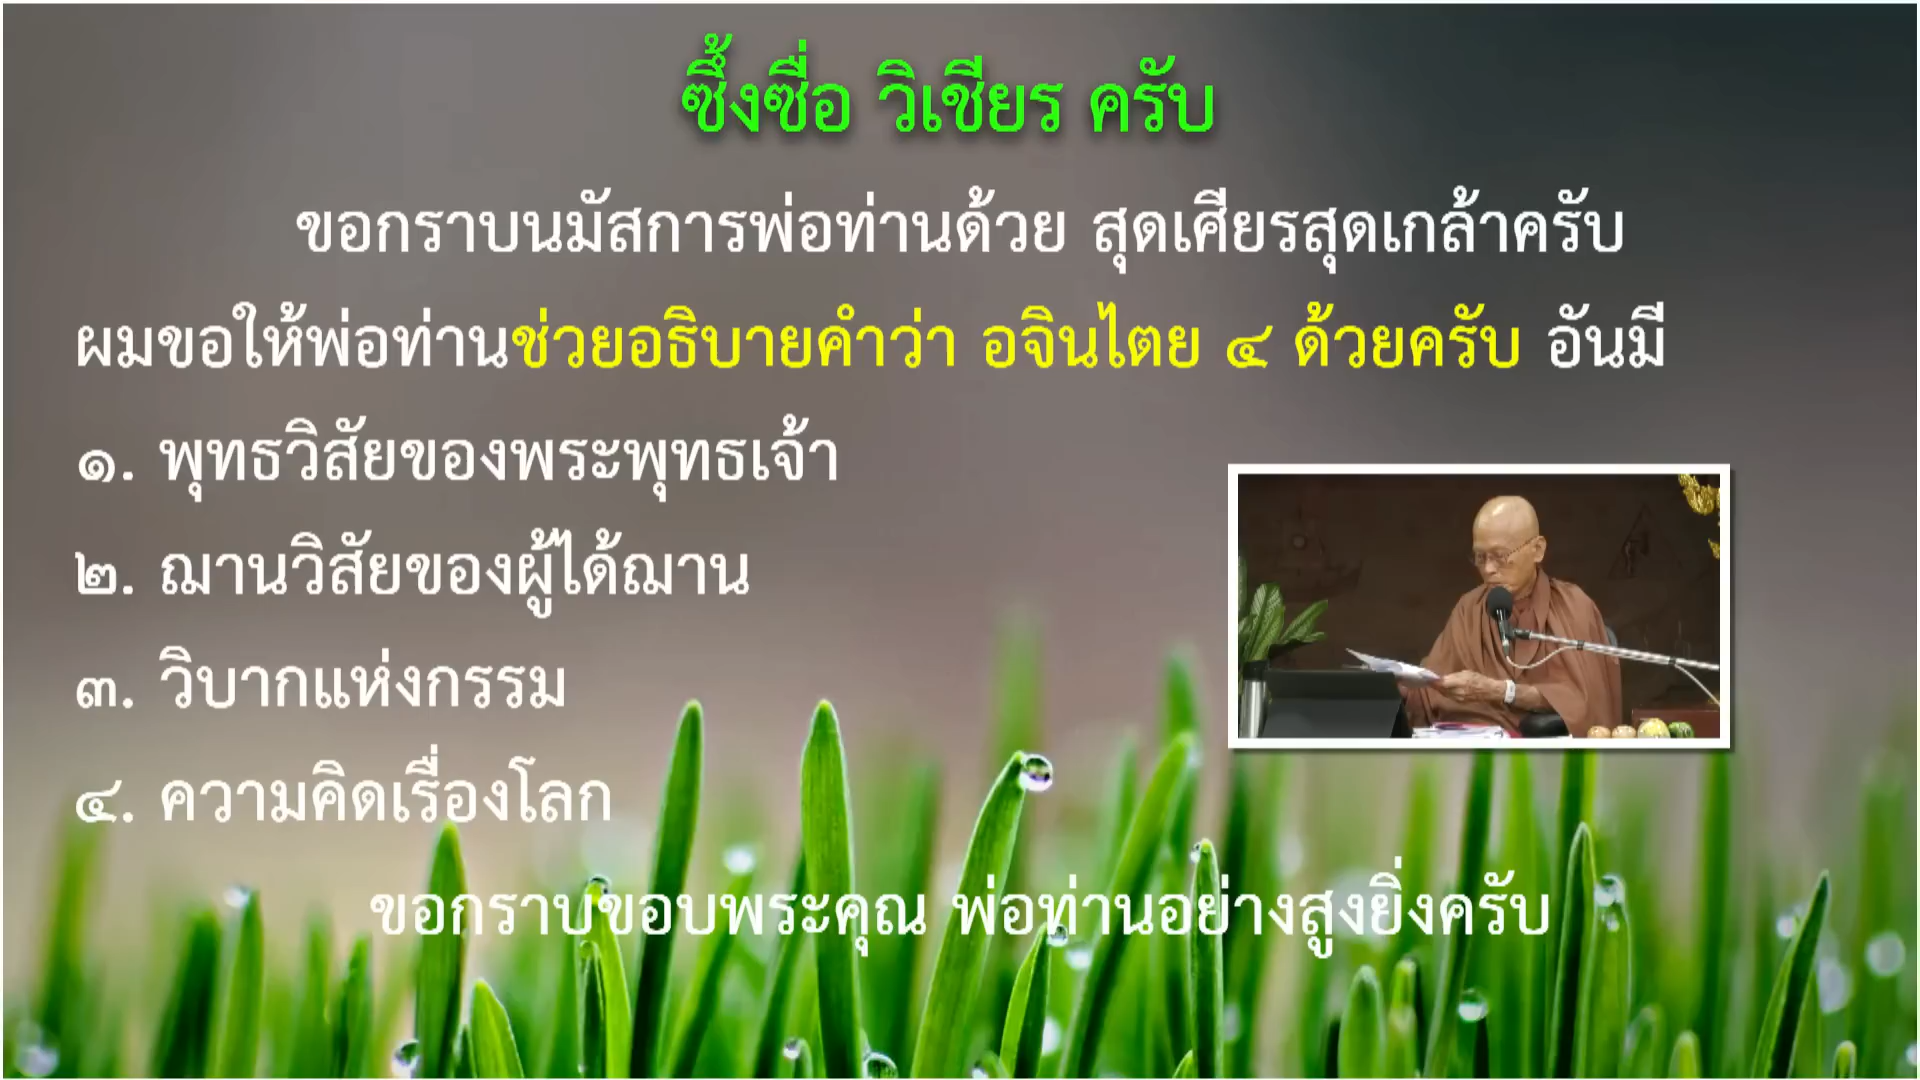 ซึ้งซื่อ วิเชียร ครับ
ขอกราบนมัสการพ่อท่านด้วย สุดเศียรสุดเกล้าครับ
ผมขอให้พ่อท่านช่วยอธิบายคำว่า อจินไตย ๔ ด้วยครับ อันมี
๑. พุทธวิสัยของพระพุทธเจ้า
๒. ฌานวิสัยของผู้ได้ฌาน
๓. วิบากแห่งกรรม
๔. ความคิดเรื่องโลก
ขอกราบขอบพระคุณ พ่อท่านอย่างสูงยิ่งครับ